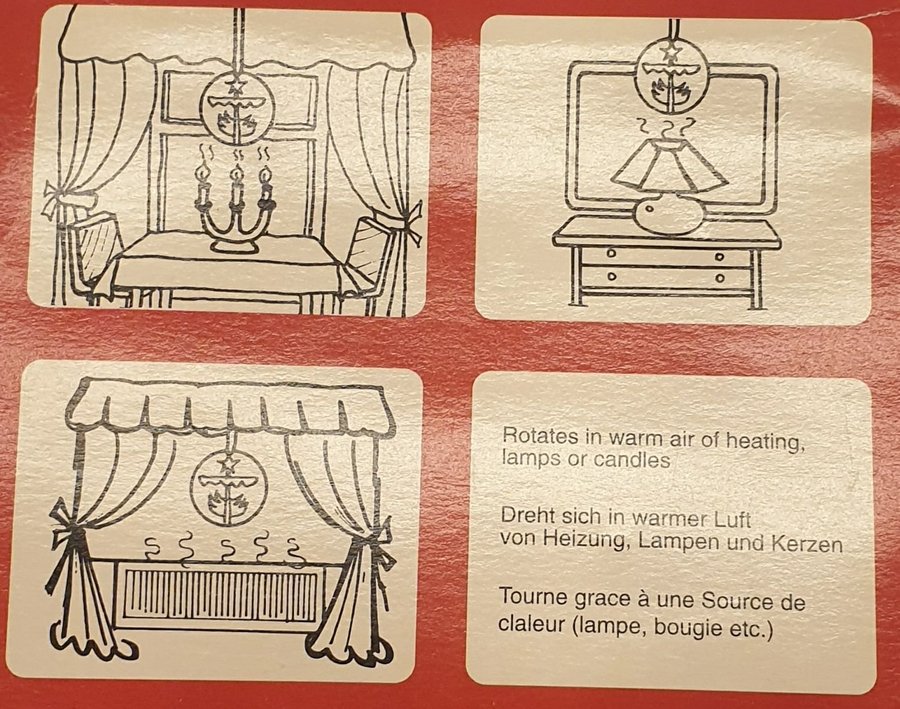 Rotates in warm air of heating,
lamps or candles
Dreht sich in warmer Luft
von Heizung, Lampen und Kerzen
Tourne grace à une Source de
claleur (lampe, bougie etc.)